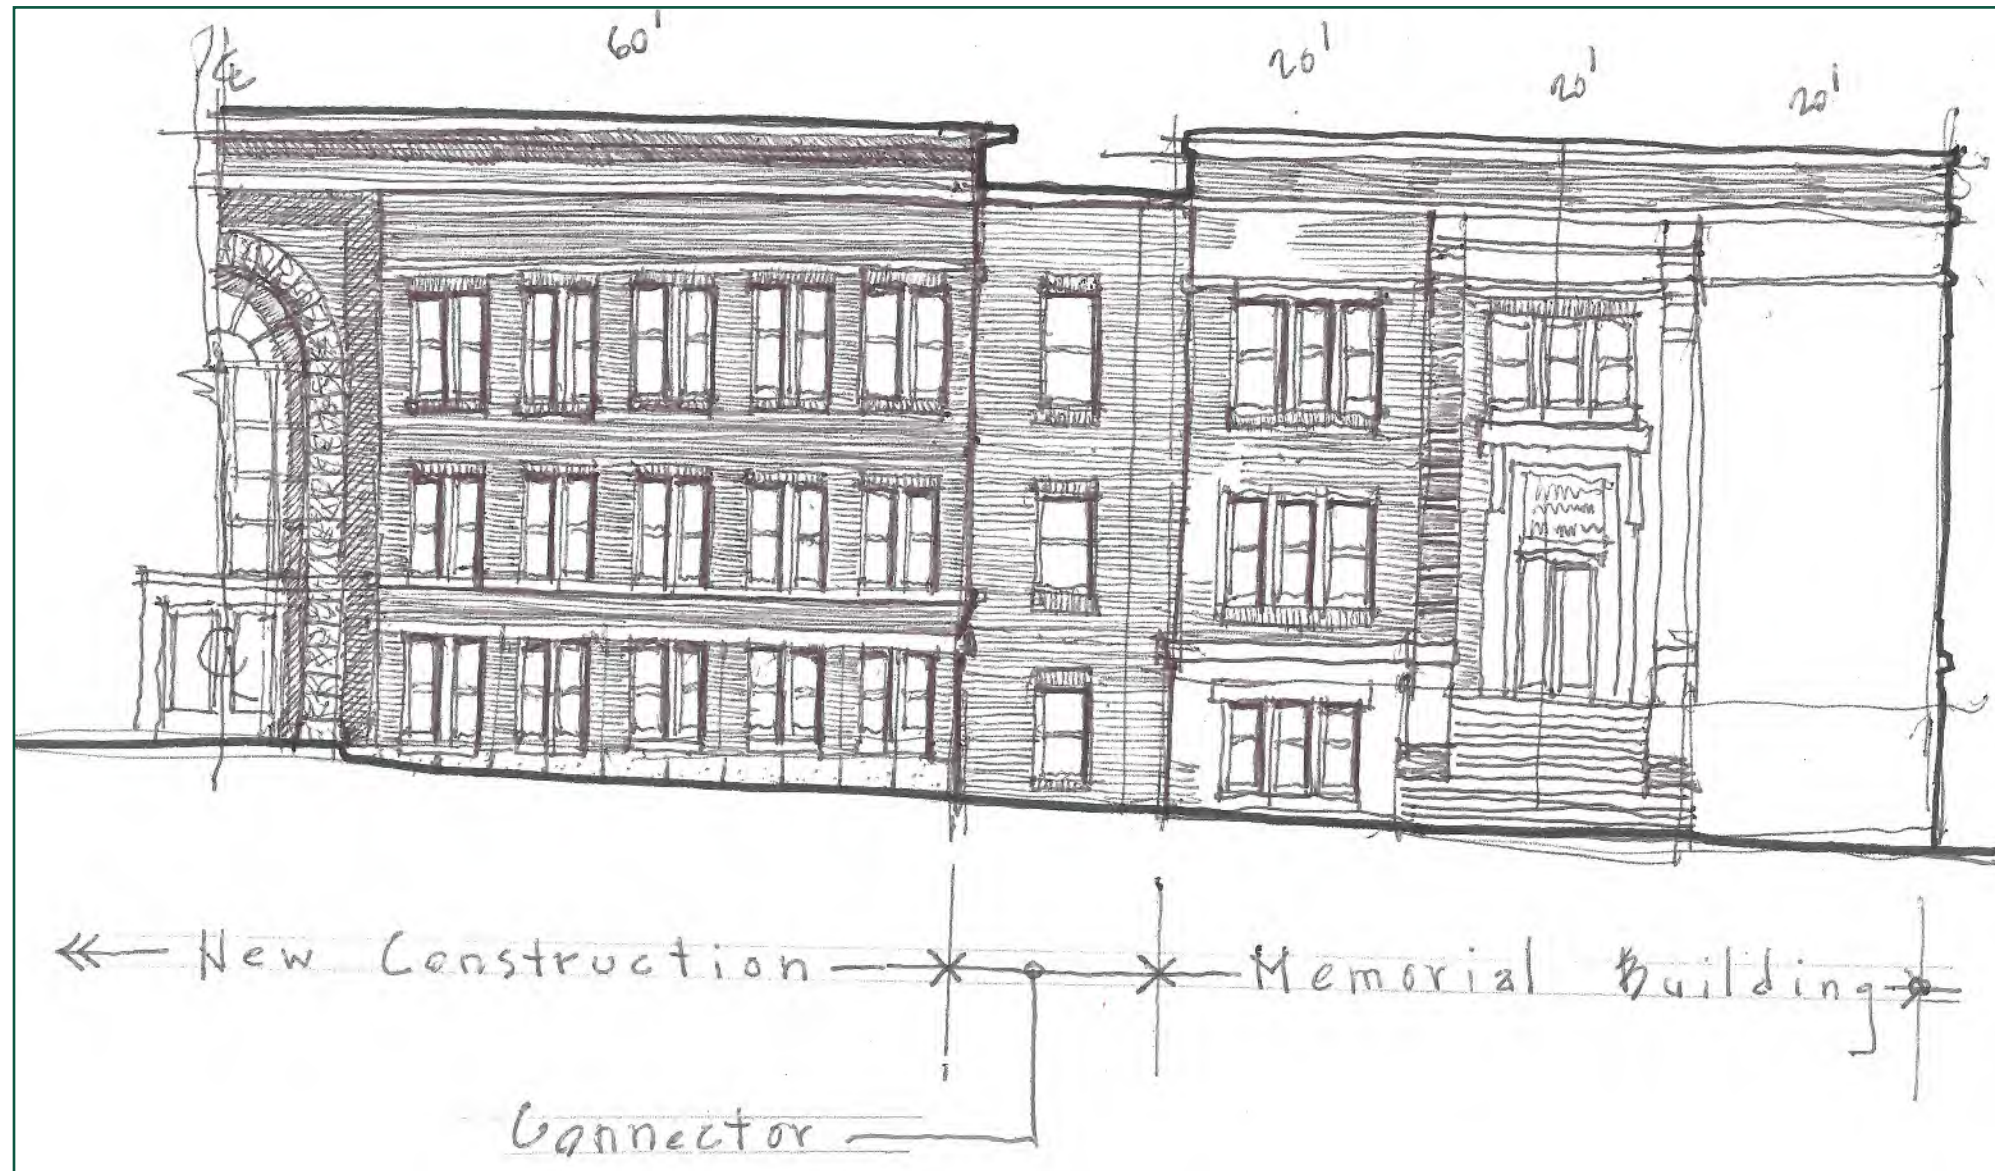 ℄ 60' 20' 20' 20'
℄
New Construction Memorial Building
Connector